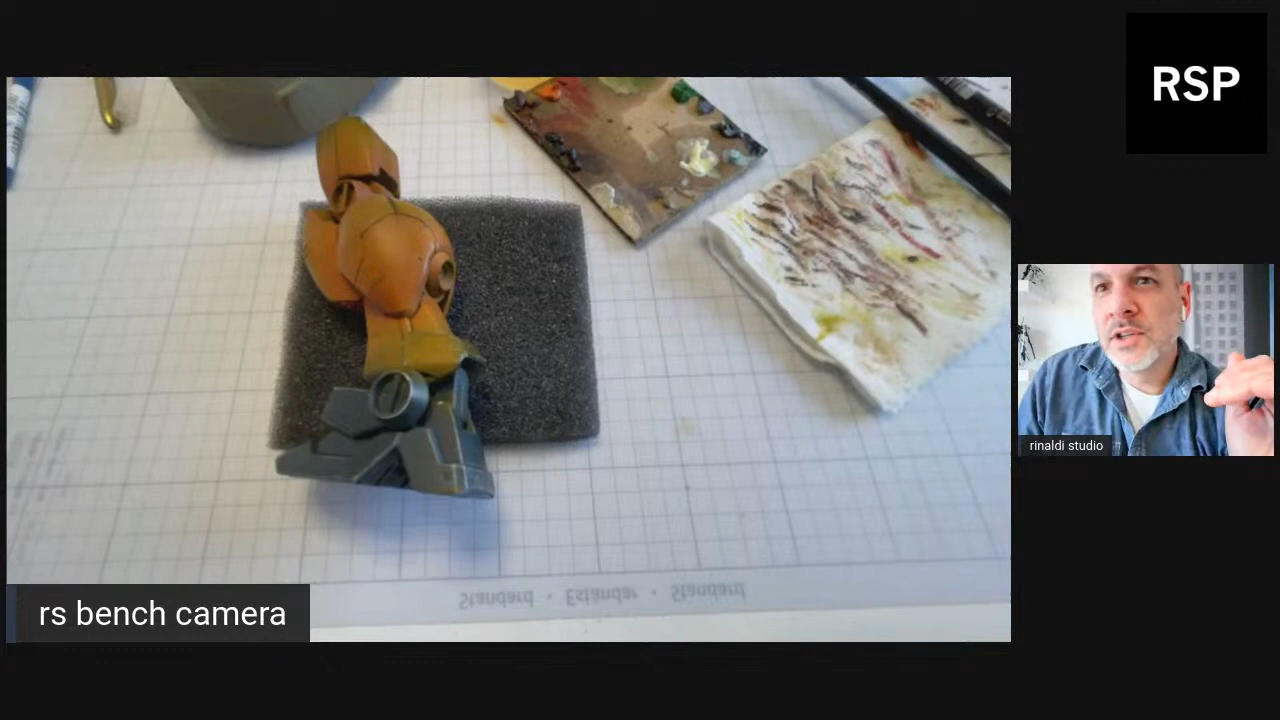 RSP
rinaldi studio
rs bench camera
Standard • Estándar • Standard